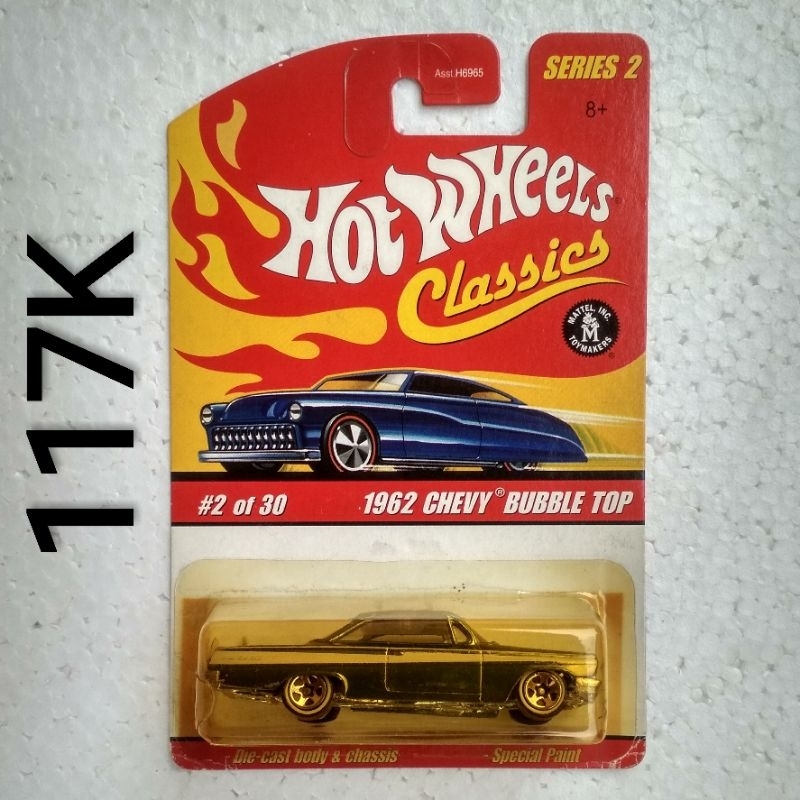 Asst.H6965
SERIES 2
8+
Hot Wheels®
Classics
MATTEL, INC.
M
TOYMAKERS
®
#2 of 30
1962 CHEVY® BUBBLE TOP
Die-cast body & chassis
Special Paint
117K